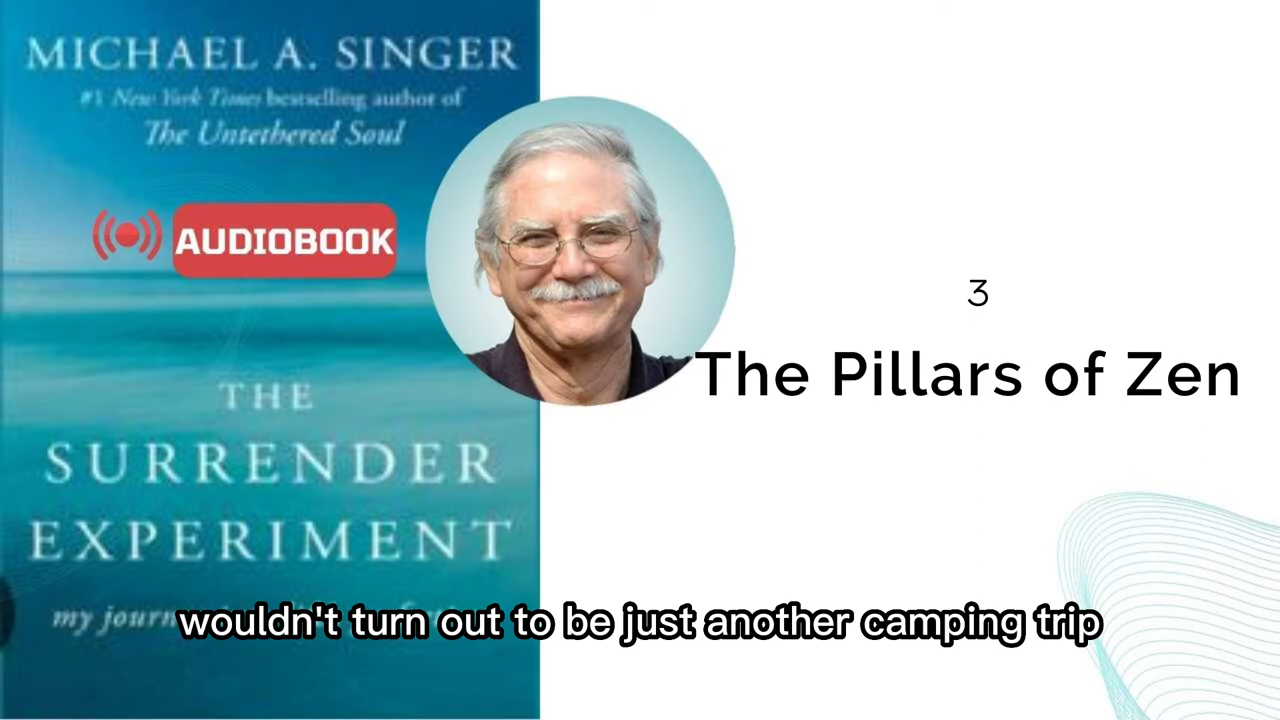 MICHAEL A. SINGER
#1 New York Times bestselling author of
The Untethered Soul
AUDIOBOOK
THE
SURRENDER
EXPERIMENT
my journ
3
The Pillars of Zen
wouldn't turn out to be just another camping trip